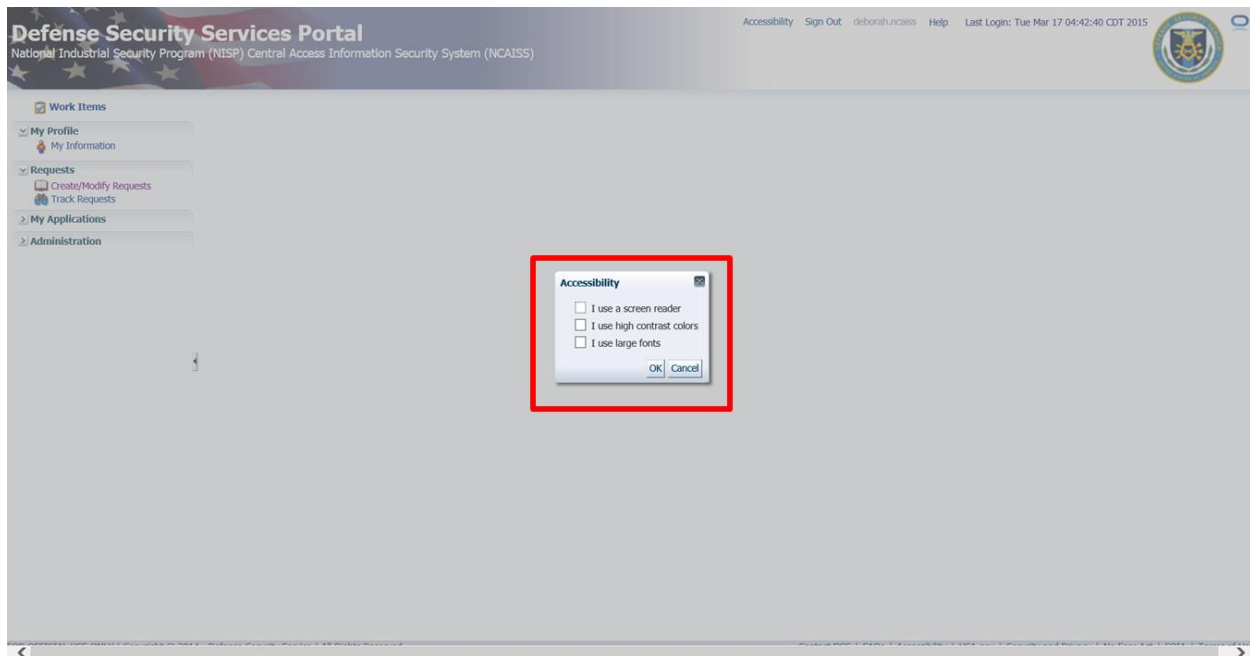 Defense Security Services Portal
National Industrial Security Program (NISP) Central Access Information Security System (NCAISS)
Accessibility Sign Out deborah.ncaiss Help Last Login: Tue Mar 17 04:42:40 CDT 2015
Work Items
My Profile
My Information
Requests
Create/Modify Requests
Track Requests
My Applications
Administration
Accessibility
I use a screen reader
I use high contrast colors
I use large fonts
OK Cancel